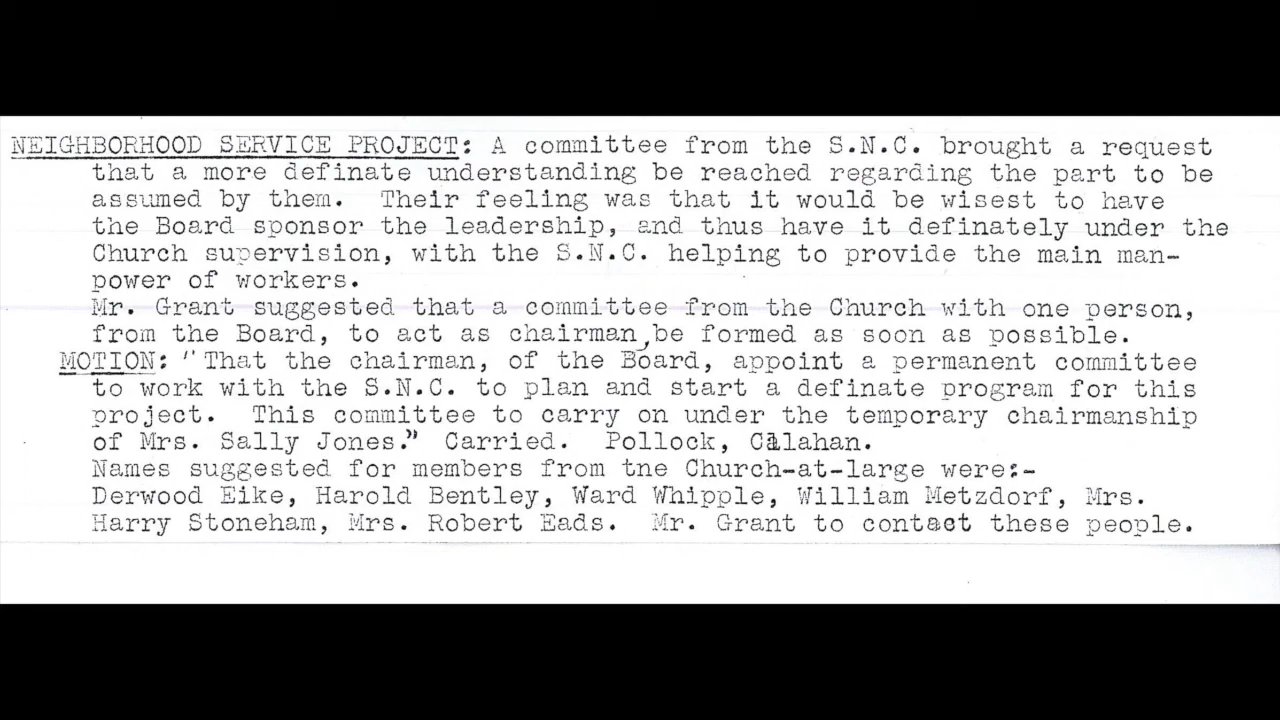 NEIGHBORHOOD SERVICE PROJECT: A committee from the S.N.C. brought a request
that a more definate understanding be reached regarding the part to be
assumed by them. Their feeling was that it would be wisest to have
the Board sponsor the leadership, and thus have it definately under the
Church supervision, with the S.N.C. helping to provide the main man-
power of workers.
Mr. Grant suggested that a committee from the Church with one person,
from the Board, to act as chairman, be formed as soon as possible.
MOTION: "That the chairman, of the Board, appoint a permanent committee
to work with the S.N.C. to plan and start a definate program for this
project. This committee to carry on under the temporary chairmanship
of Mrs. Sally Jones." Carried. Pollock, Calahan.
Names suggested for members from tne Church-at-large were:-
Derwood Eike, Harold Bentley, Ward Whipple, William Metzdorf, Mrs.
Harry Stoneham, Mrs. Robert Eads. Mr. Grant to contact these people.